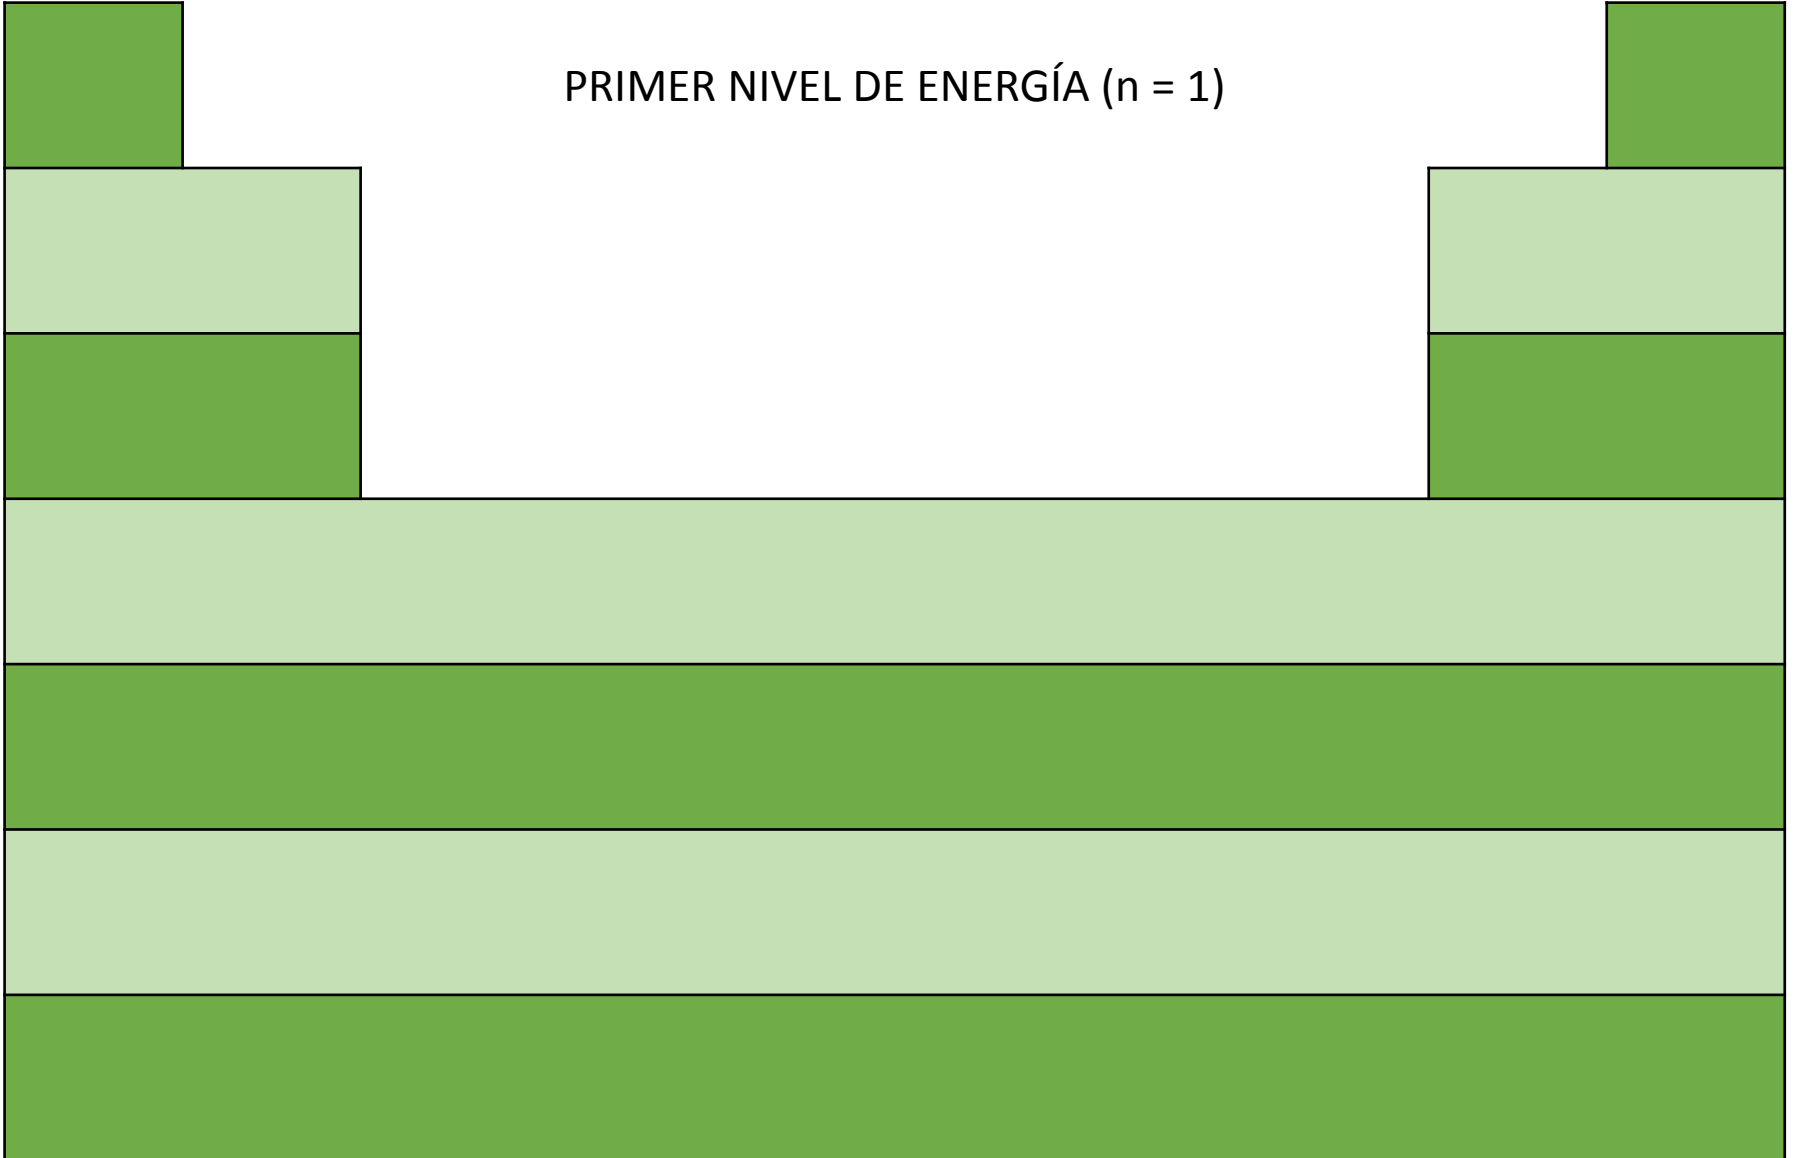 PRIMER NIVEL DE ENERGÍA (n = 1)